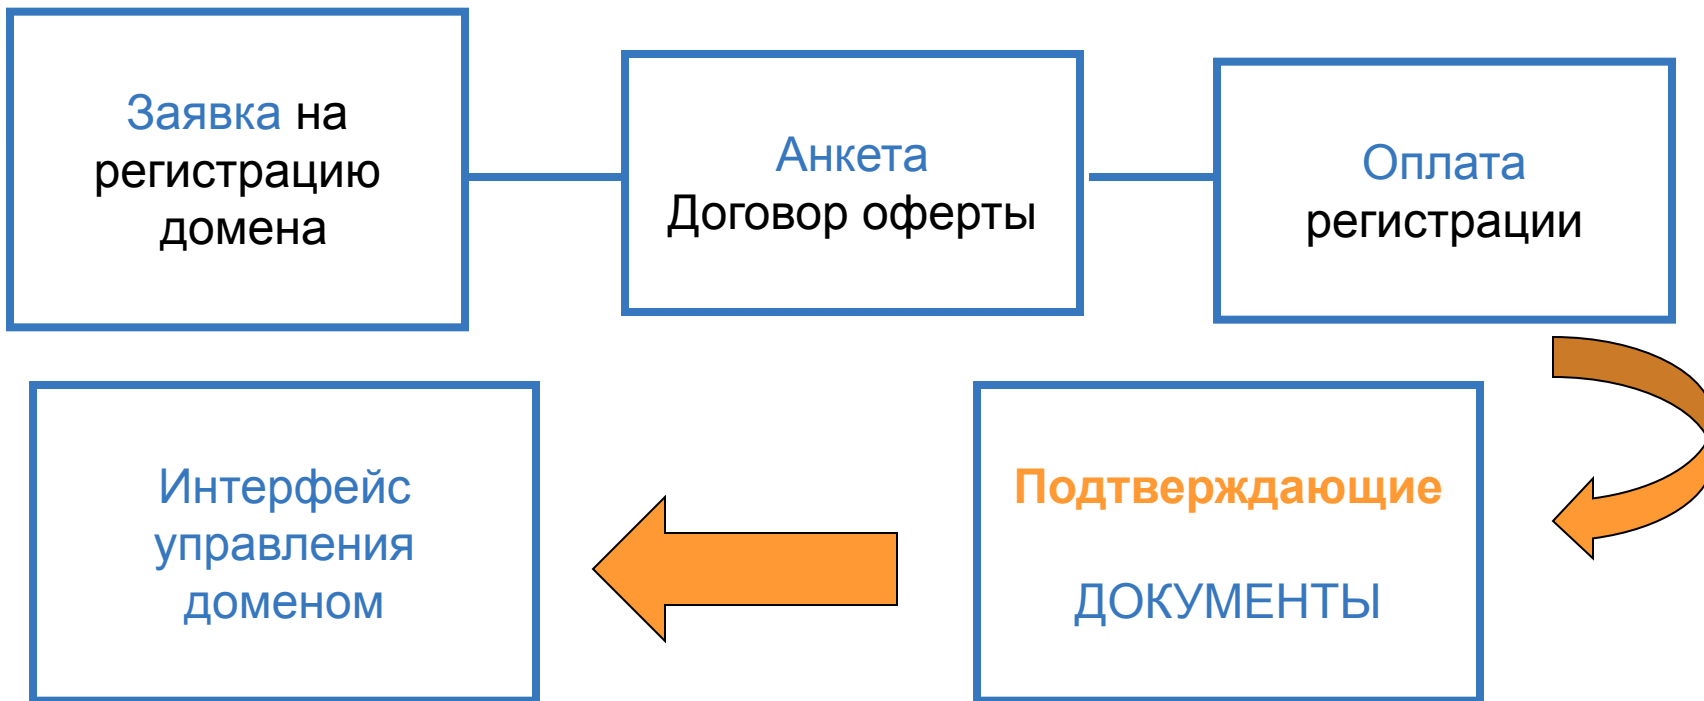 Заявка на
регистрацию
домена
Анкета
Договор оферты
Оплата
регистрации
Подтверждающие
ДОКУМЕНТЫ
Интерфейс
управления
доменом